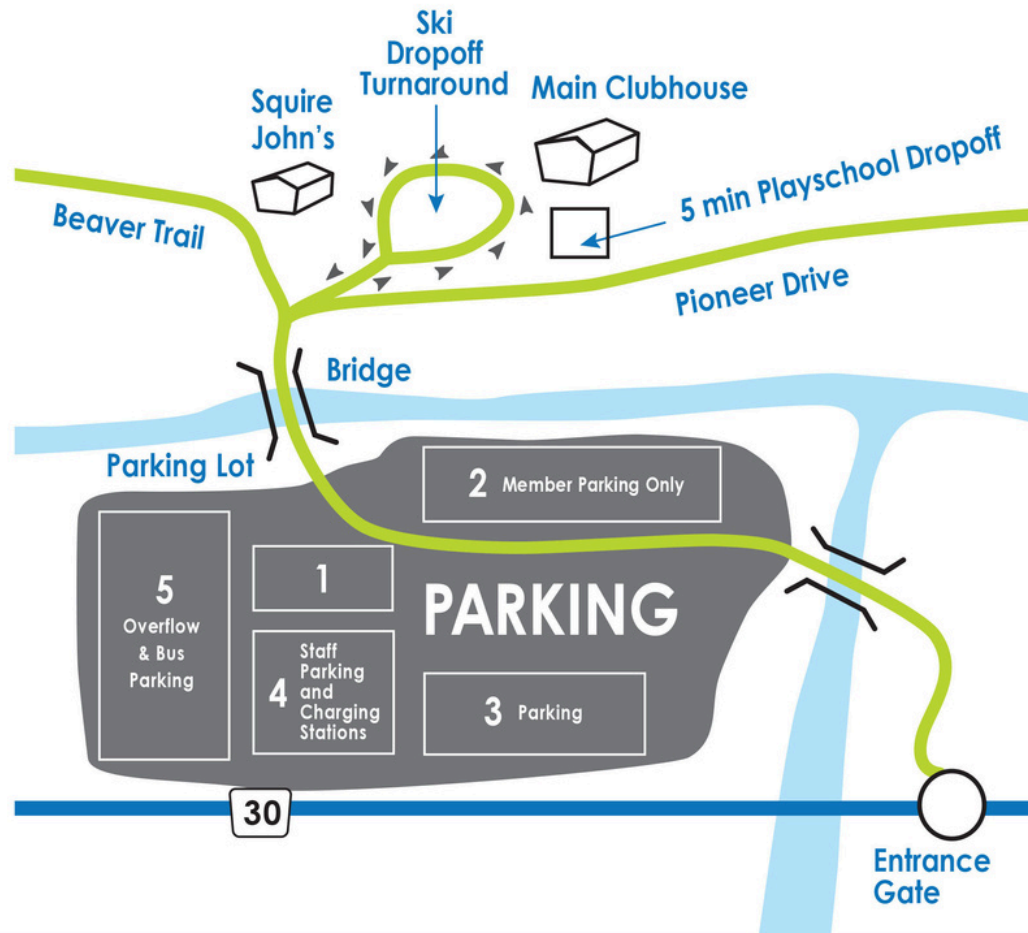 Ski
Dropoff
Turnaround
Main Clubhouse
Squire
John's
5 min Playschool Dropoff
Beaver Trail
Pioneer Drive
Bridge
Parking Lot
2 Member Parking Only
1
PARKING
5
Overflow
& Bus
Parking
4
Staff
Parking
and
Charging
Stations
3 Parking
30
Entrance
Gate